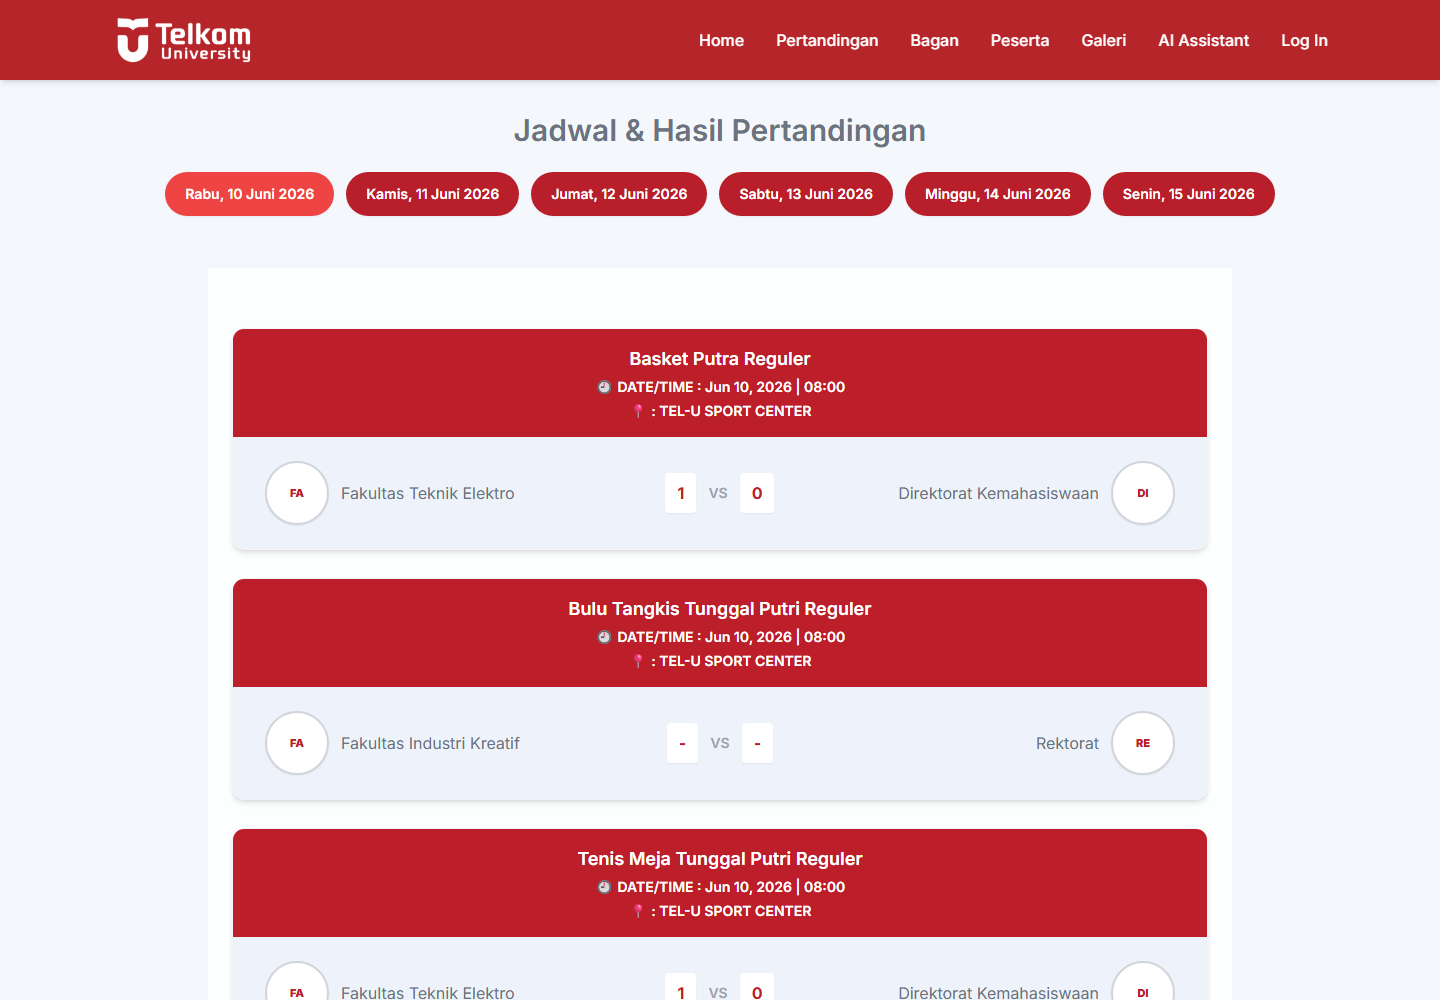 Telkom
University
Home Pertandingan Bagan Peserta Galeri AI Assistant Log In
Jadwal & Hasil Pertandingan
Rabu, 10 Juni 2026 Kamis, 11 Juni 2026 Jumat, 12 Juni 2026 Sabtu, 13 Juni 2026 Minggu, 14 Juni 2026 Senin, 15 Juni 2026
Basket Putra Reguler
DATE/TIME : Jun 10, 2026 | 08:00
: TEL-U SPORT CENTER
FA Fakultas Teknik Elektro 1 VS 0 Direktorat Kemahasiswaan DI
Bulu Tangkis Tunggal Putri Reguler
DATE/TIME : Jun 10, 2026 | 08:00
: TEL-U SPORT CENTER
FA Fakultas Industri Kreatif - VS - Rektorat RE
Tenis Meja Tunggal Putri Reguler
DATE/TIME : Jun 10, 2026 | 08:00
: TEL-U SPORT CENTER
FA Fakultas Teknik Elektro 1 VS 0 Direktorat Kemahasiswaan DI